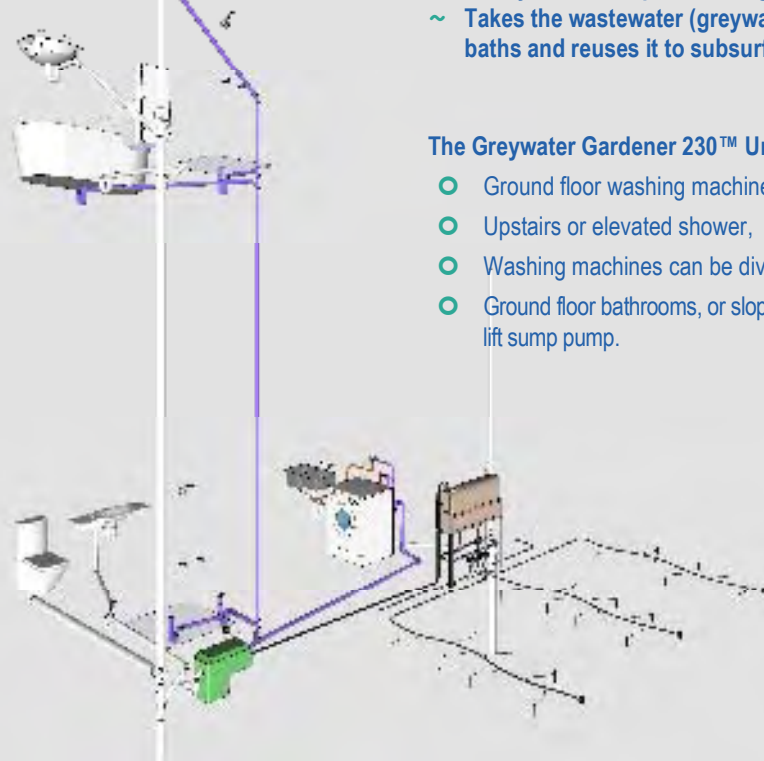 ~ Takes the wastewater (greywa
baths and reuses it to subsurf
The Greywater Gardener 230™ Un
Ground floor washing machine
Upstairs or elevated shower,
Washing machines can be div
Ground floor bathrooms, or slop
lift sump pump.